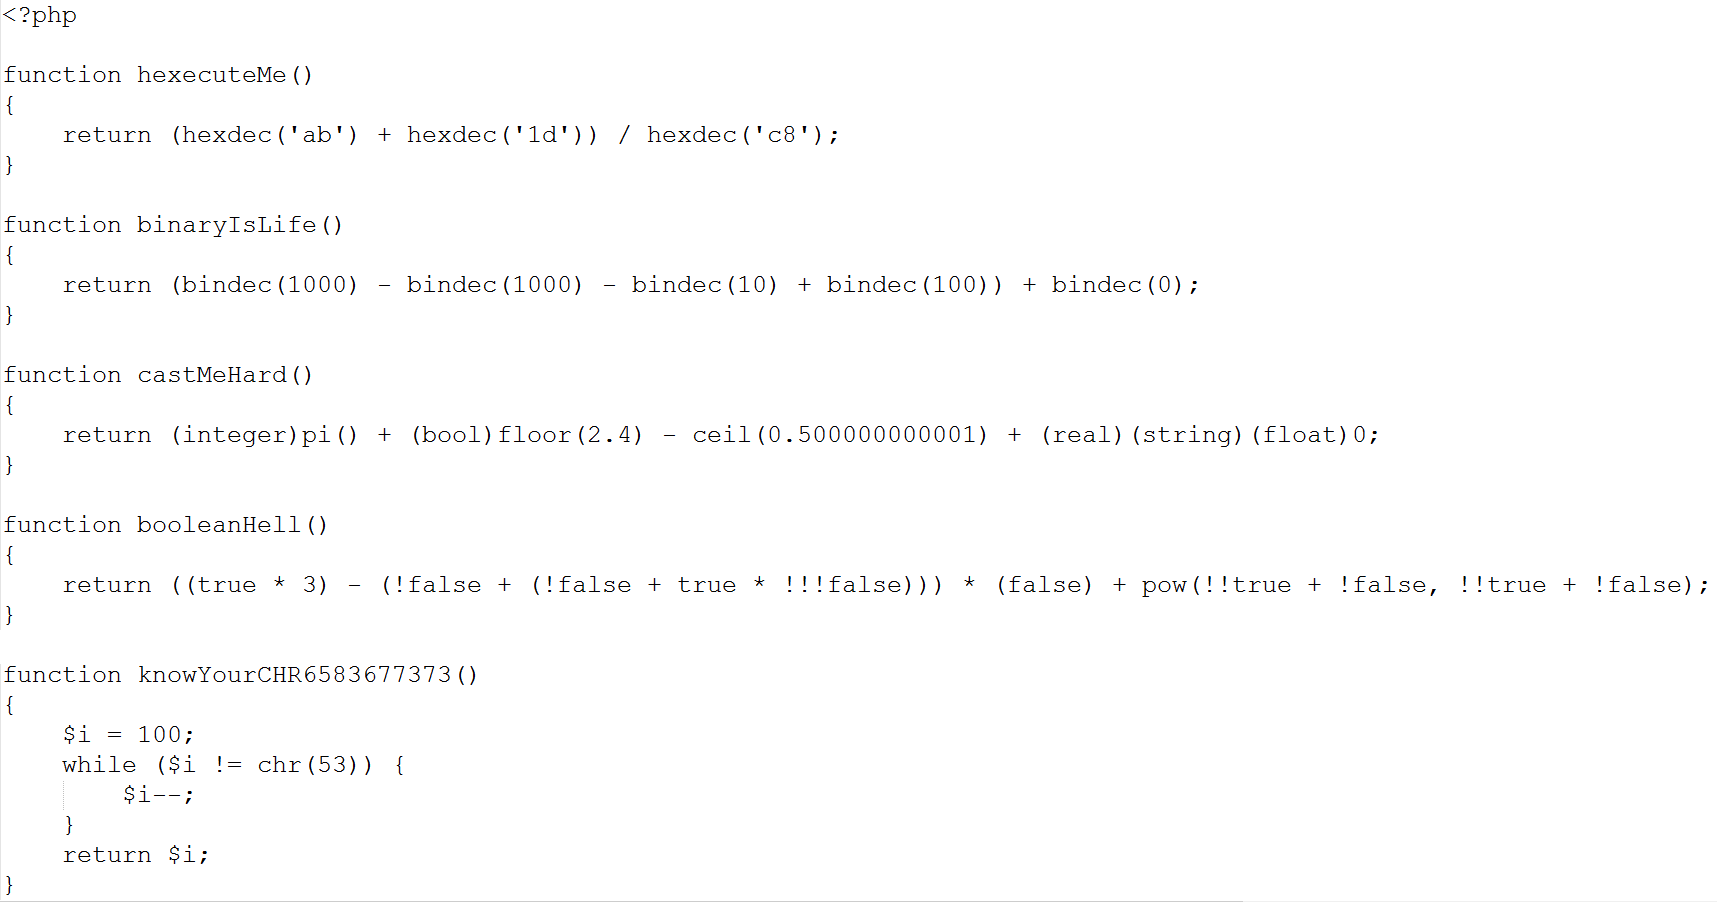 <?php

function hexecuteMe()
{
    return (hexdec('ab') + hexdec('1d')) / hexdec('c8');
}

function binaryIsLife()
{
    return (bindec(1000) - bindec(1000) - bindec(10) + bindec(100)) + bindec(0);
}

function castMeHard()
{
    return (integer)pi() + (bool)floor(2.4) - ceil(0.500000000001) + (real)(string)(float)0;
}

function booleanHell()
{
    return ((true * 3) - (!false + (!false + true * !!!false))) * (false) + pow(!!true + !false, !!true + !false);
}

function knowYourCHR6583677373()
{
    $i = 100;
    while ($i != chr(53)) {
        $i--;
    }
    return $i;
}